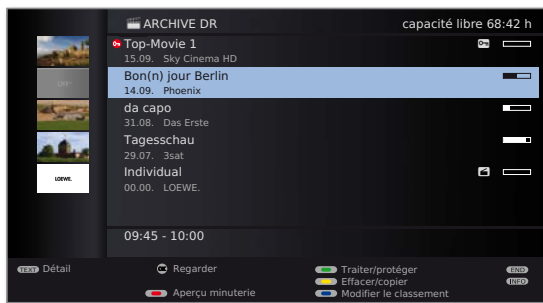 ARCHIVE DR capacité libre 68:42 h
Top-Movie 1
15.09. Sky Cinema HD
Bon(n) jour Berlin
14.09. Phoenix
da capo
31.08. Das Erste
Tagesschau
29.07. 3sat
Individual
00.00. LOEWE.
LOEWE.
09:45 - 10:00
TEXT Détail OK Regarder Traiter/protéger END
Effacer/copier INFO
Aperçu minuterie Modifier le classement